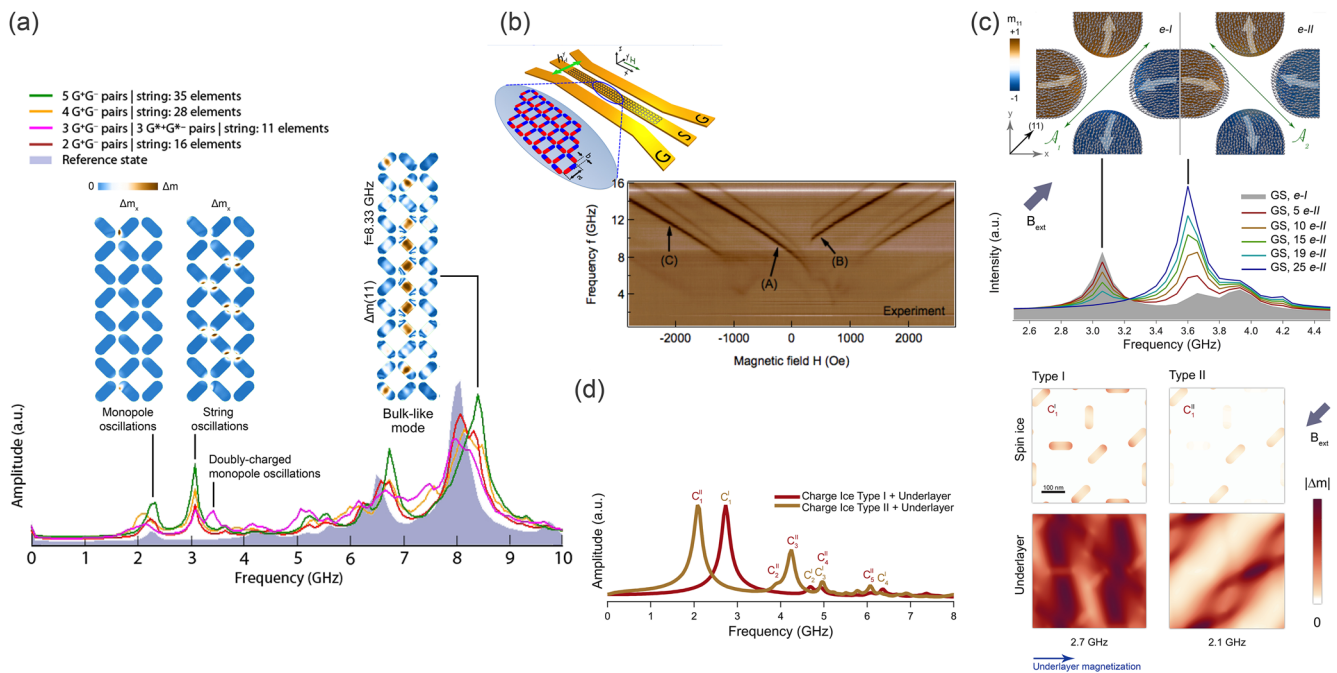 (a)
5 G⁺G⁻ pairs | string: 35 elements
4 G⁺G⁻ pairs | string: 28 elements
3 G⁺G⁻ pairs | 3 G*⁺G*⁻ pairs | string: 11 elements
2 G⁺G⁻ pairs | string: 16 elements
Reference state
0 Δm
Δmₓ Δmₓ
f=8.33 GHz
Δm(11)
Monopole oscillations
String oscillations
Doubly-charged monopole oscillations
Bulk-like mode
Amplitude (a.u.)
0 1 2 3 4 5 6 7 8 9 10
Frequency (GHz)
(b)
z
y H
x
G
S
G
b
a
16
12
8
4
Frequency f (GHz)
(C)
(A)
(B)
Experiment
-2000 -1000 0 1000 2000
Magnetic field H (Oe)
(c)
m₁₁
+1
-1
e-I
e-II
y
(11)
x
𝒜₁
𝒜₂
B_ext
GS, e-I
GS, 5 e-II
GS, 10 e-II
GS, 15 e-II
GS, 19 e-II
GS, 25 e-II
Intensity (a.u.)
2.6 2.8 3.0 3.2 3.4 3.6 3.8 4.0 4.2 4.4
Frequency (GHz)
Type I
Type II
Spin ice
C₁ᴵ
C₁ᴵᴵ
100 nm
B_ext
|Δm|
0
Underlayer
2.7 GHz
2.1 GHz
Underlayer magnetization
(d)
Charge Ice Type I + Underlayer
Charge Ice Type II + Underlayer
C₁ᴵᴵ C₁ᴵ
C₂ᴵᴵ C₃ᴵᴵ C₂ᴵ C₃ᴵ C₄ᴵᴵ C₅ᴵᴵ C₄ᴵ
Amplitude (a.u.)
0 1 2 3 4 5 6 7 8
Frequency (GHz)